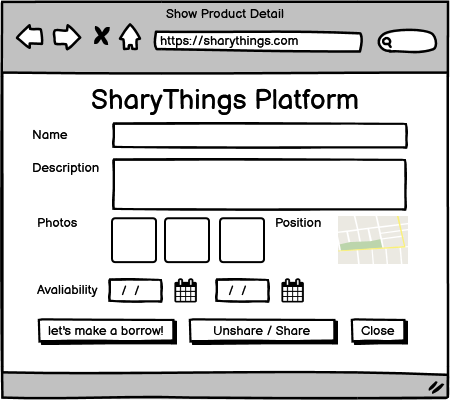 Show Product Detail
https://sharythings.com
SharyThings Platform
Name
Description
Photos
Position
Avaliability / / / /
let's make a borrow! Unshare / Share Close